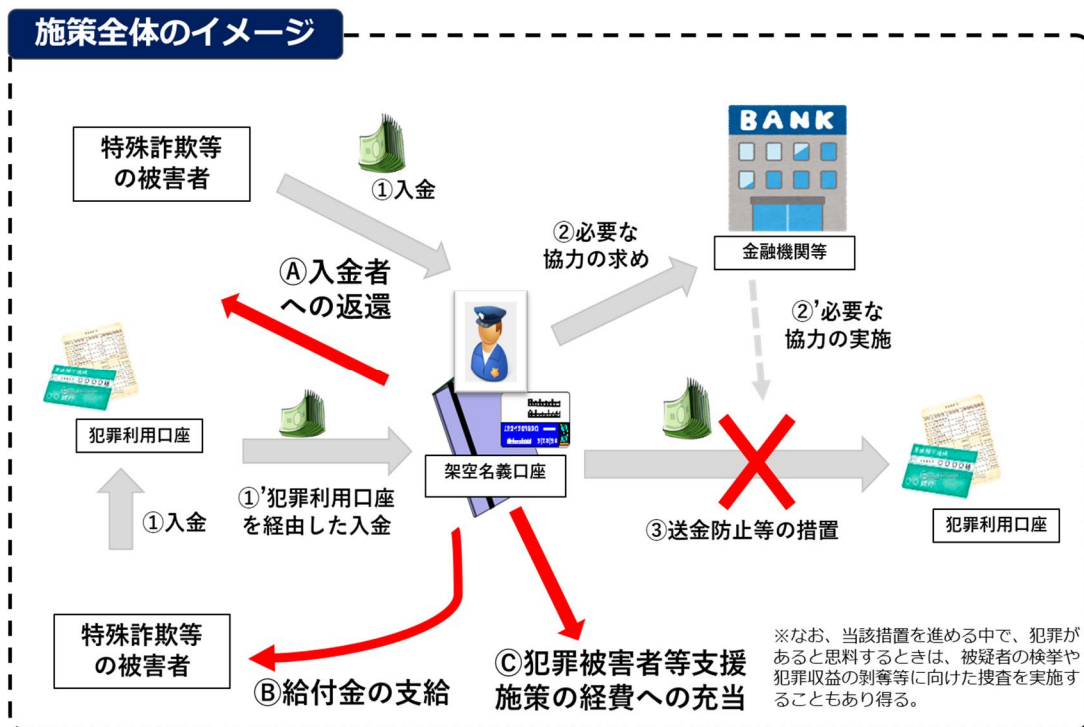 施策全体のイメージ
特殊詐欺等
の被害者
①入金
BANK
金融機関等
②必要な
協力の求め
②’必要な
協力の実施
Ⓐ入金者
への返還
犯罪利用口座
①’犯罪利用口座
を経由した入金
①入金
架空名義口座
③送金防止等の措置
犯罪利用口座
特殊詐欺等
の被害者
Ⓑ給付金の支給
Ⓒ犯罪被害者等支援
施策の経費への充当
※なお、当該措置を進める中で、犯罪が
あると思料するときは、被疑者の検挙や
犯罪収益の剝奪等に向けた捜査を実施す
ることもあり得る。